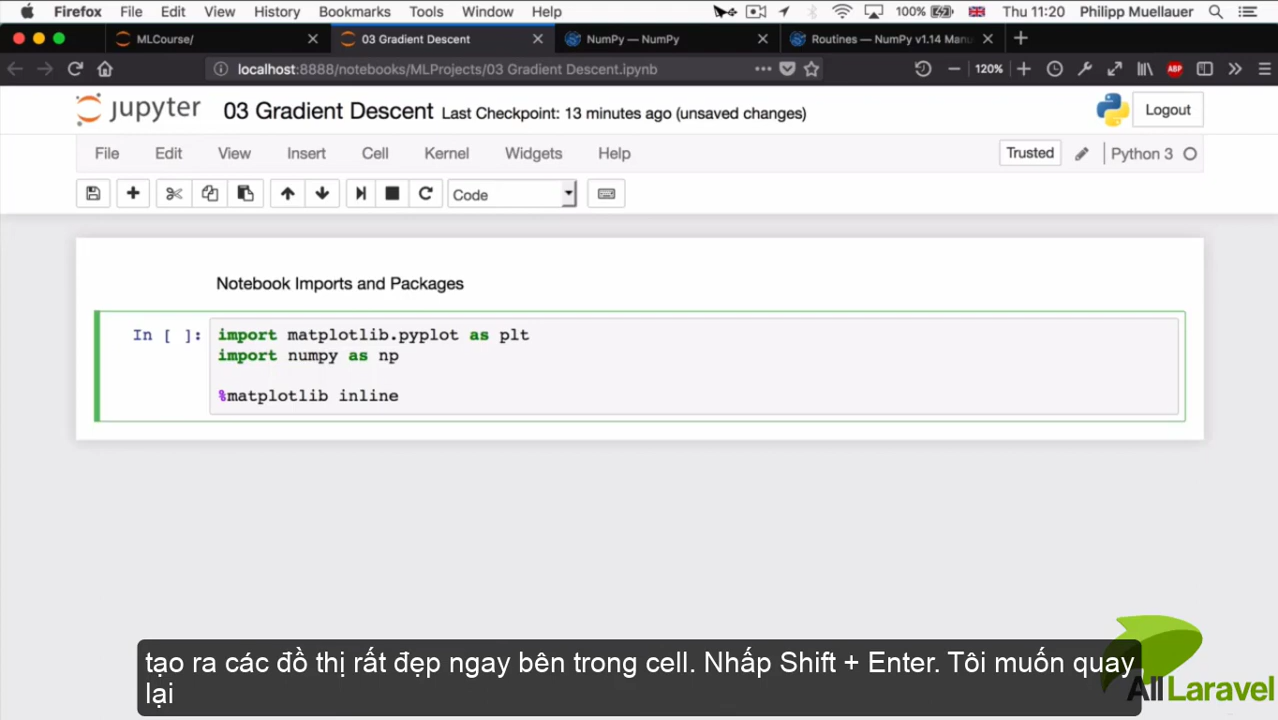 Firefox File Edit View History Bookmarks Tools Window Help 100% Thu 11:20 Philipp Muellauer
MLCourse/ 03 Gradient Descent NumPy — NumPy Routines — NumPy v1.14 Manu
localhost:8888/notebooks/MLProjects/03 Gradient Descent.ipynb 120% ABP
jupyter 03 Gradient Descent Last Checkpoint: 13 minutes ago (unsaved changes) Logout
File Edit View Insert Cell Kernel Widgets Help Trusted Python 3
Code
Notebook Imports and Packages
In [ ]: import matplotlib.pyplot as plt
import numpy as np
%matplotlib inline
tạo ra các đồ thị rất đẹp ngay bên trong cell. Nhấp Shift + Enter. Tôi muốn quay
lại
AllLaravel